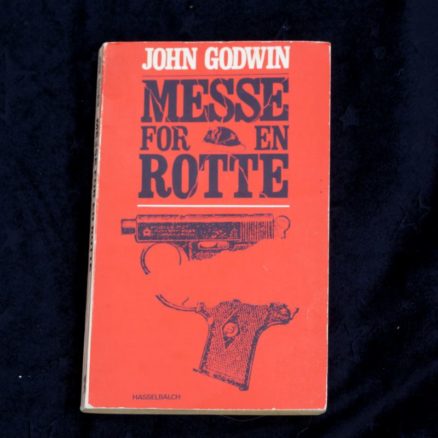 JOHN GODWIN
MESSE
FOR EN
ROTTE
HASSELBALCH